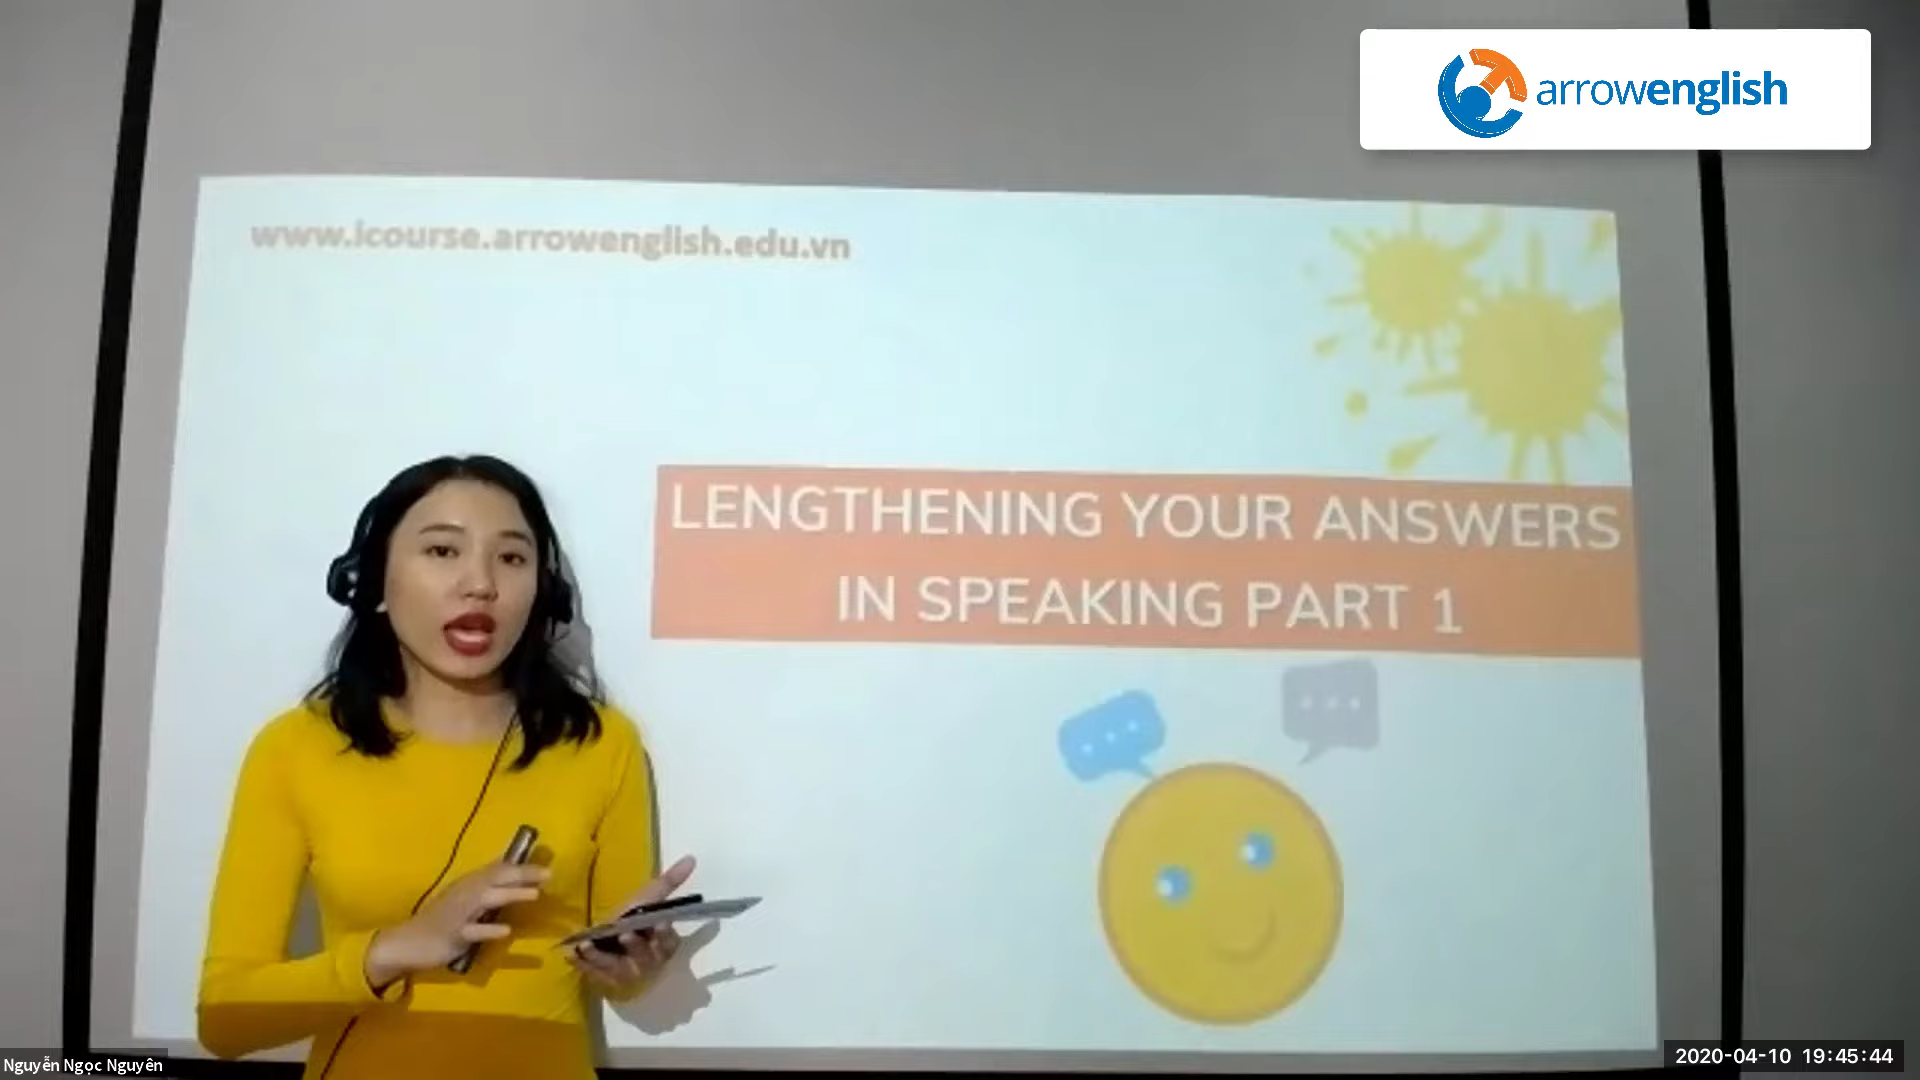 arrowenglish
www.icourse.arrowenglish.edu.vn
LENGTHENING YOUR ANSWERS
IN SPEAKING PART 1
Nguyễn Ngọc Nguyên
2020-04-10 19:45:44